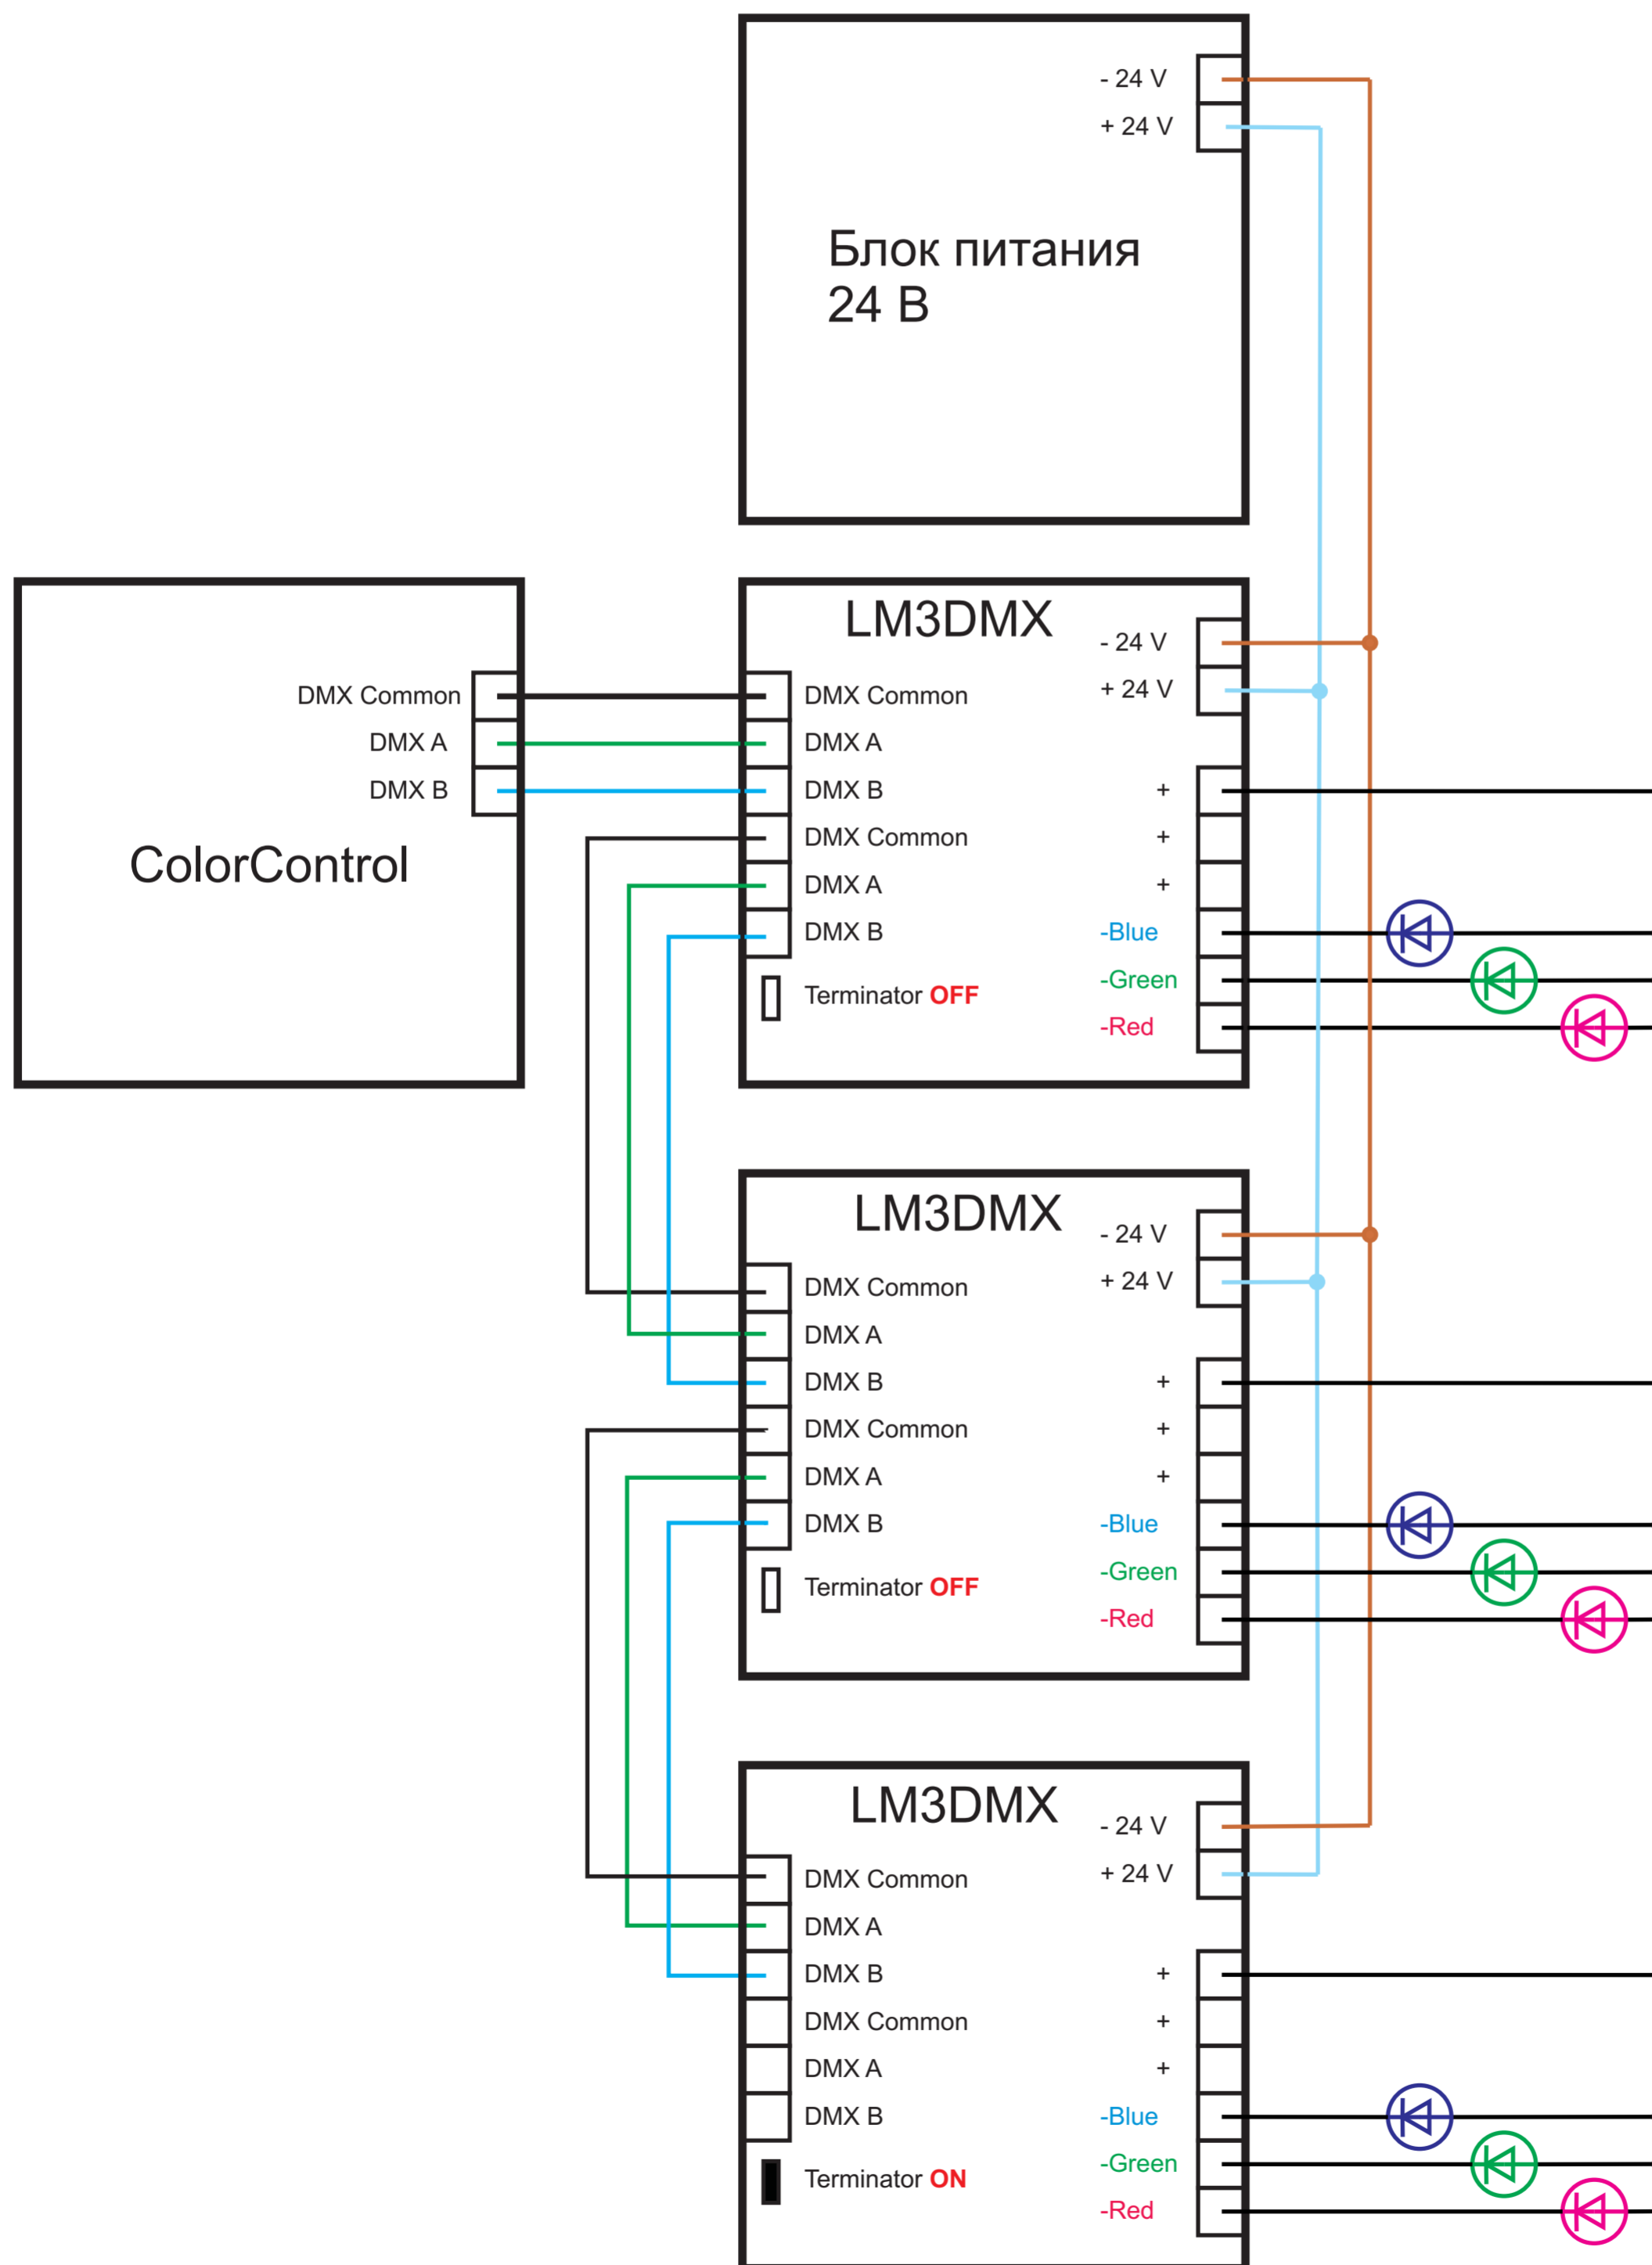 - 24 V
+ 24 V
Блок питания
24 В
ColorControl
DMX Common
DMX A
DMX B
LM3DMX
- 24 V
+ 24 V
DMX Common
DMX A
DMX B
DMX Common
DMX A
DMX B
+
+
+
-Blue
-Green
-Red
Terminator OFF
LM3DMX
- 24 V
+ 24 V
DMX Common
DMX A
DMX B
DMX Common
DMX A
DMX B
+
+
+
-Blue
-Green
-Red
Terminator OFF
LM3DMX
- 24 V
+ 24 V
DMX Common
DMX A
DMX B
DMX Common
DMX A
DMX B
+
+
+
-Blue
-Green
-Red
Terminator ON